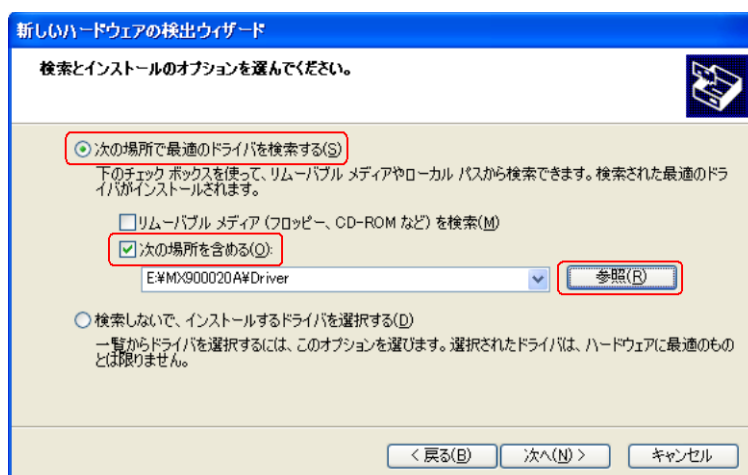 新しいハードウェアの検出ウィザード
検索とインストールのオプションを選んでください。
次の場所で最適のドライバを検索する(S)
下のチェック ボックスを使って、リムーバブル メディアやローカル パスから検索できます。検索された最適のドラ
イバがインストールされます。
リムーバブル メディア (フロッピー、CD-ROM など) を検索(M)
次の場所を含める(O):
E:¥MX900020A¥Driver
参照(R)
検索しないで、インストールするドライバを選択する(D)
一覧からドライバを選択するには、このオプションを選びます。選択されたドライバは、ハードウェアに最適のもの
とは限りません。
< 戻る(B)
次へ(N) >
キャンセル